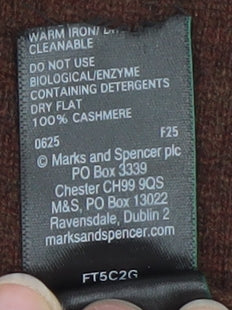 WARM IRON/DRY
CLEANABLE
DO NOT USE
BIOLOGICAL/ENZYME
CONTAINING DETERGENTS
DRY FLAT
100% CASHMERE
0625 F25
© Marks and Spencer plc
PO Box 3339
Chester CH99 9QS
M&S, PO Box 13022
Ravensdale, Dublin 2
marksandspencer.com
FT5C2G